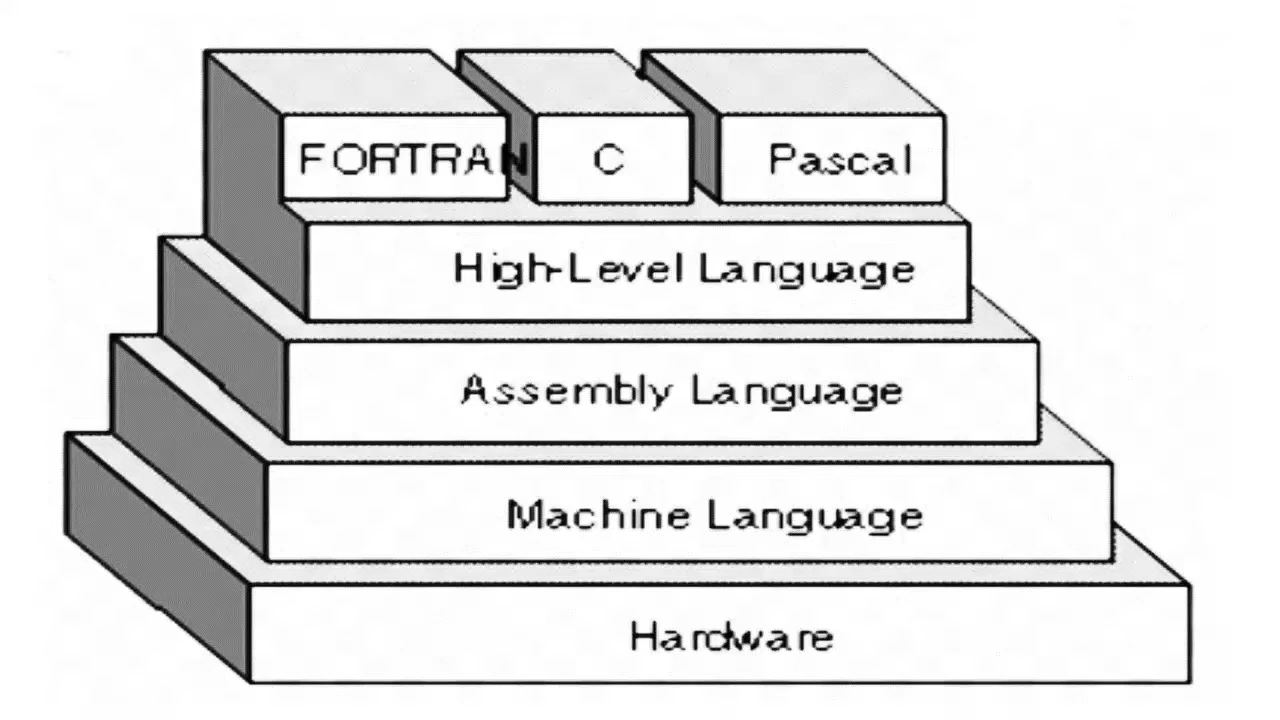 FORTRAN C Pascal
High-Level Language
Assembly Language
Machine Language
Hardware